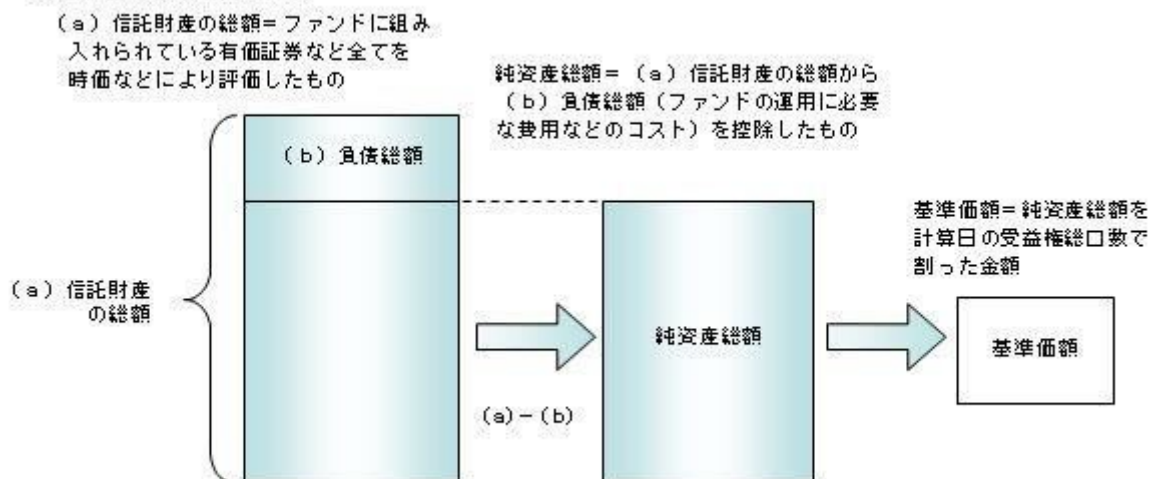 （a）信託財産の総額＝ファンドに組み
入れられている有価証券など全てを
時価などにより評価したもの
純資産総額＝（a）信託財産の総額から
（b）負債総額（ファンドの運用に必要
な費用などのコスト）を控除したもの
（b）負債総額
基準価額＝純資産総額を
計算日の受益権総口数で
割った金額
（a）信託財産
の総額
純資産総額
基準価額
(a)－(b)